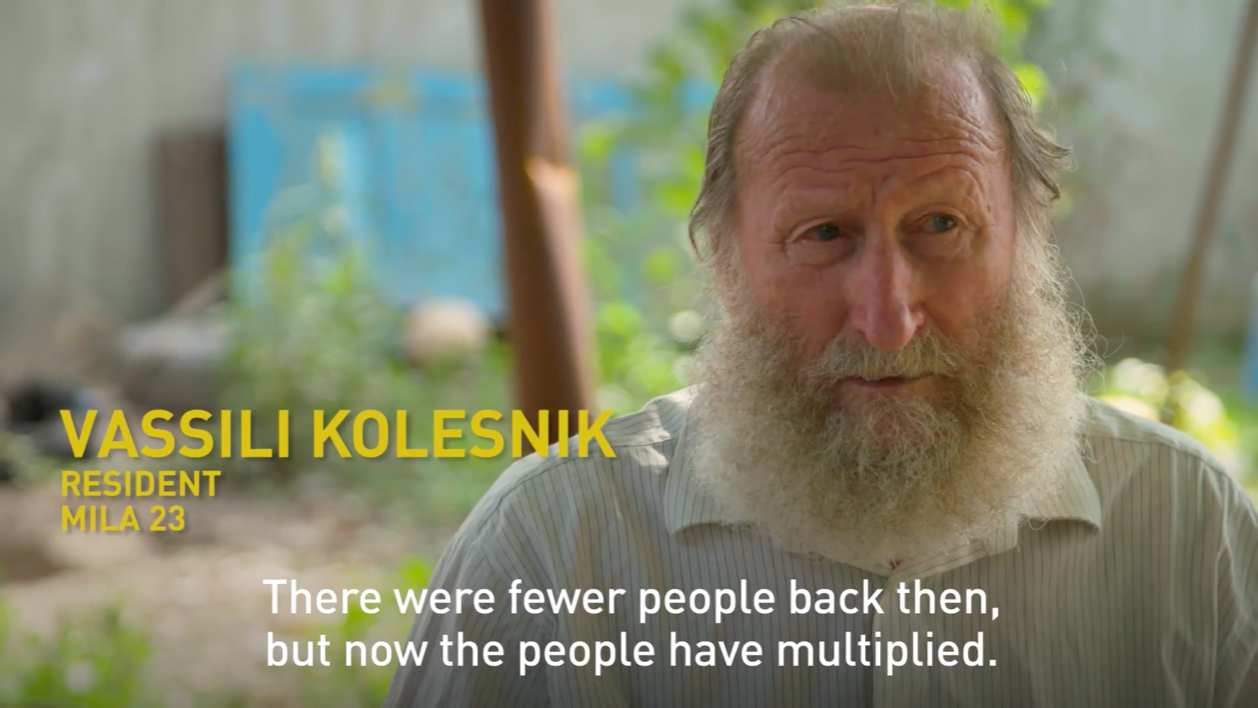 VASSILI KOLESNIK
RESIDENT
MILA 23
There were fewer people back then,
but now the people have multiplied.